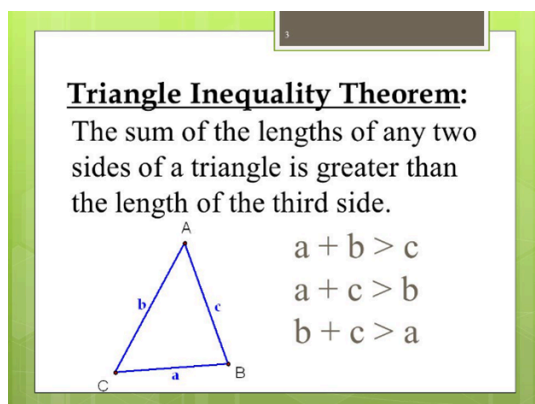 3
Triangle Inequality Theorem:
The sum of the lengths of any two
sides of a triangle is greater than
the length of the third side.
A
a + b > c
a + c > b
b
c
b + c > a
a
B
C